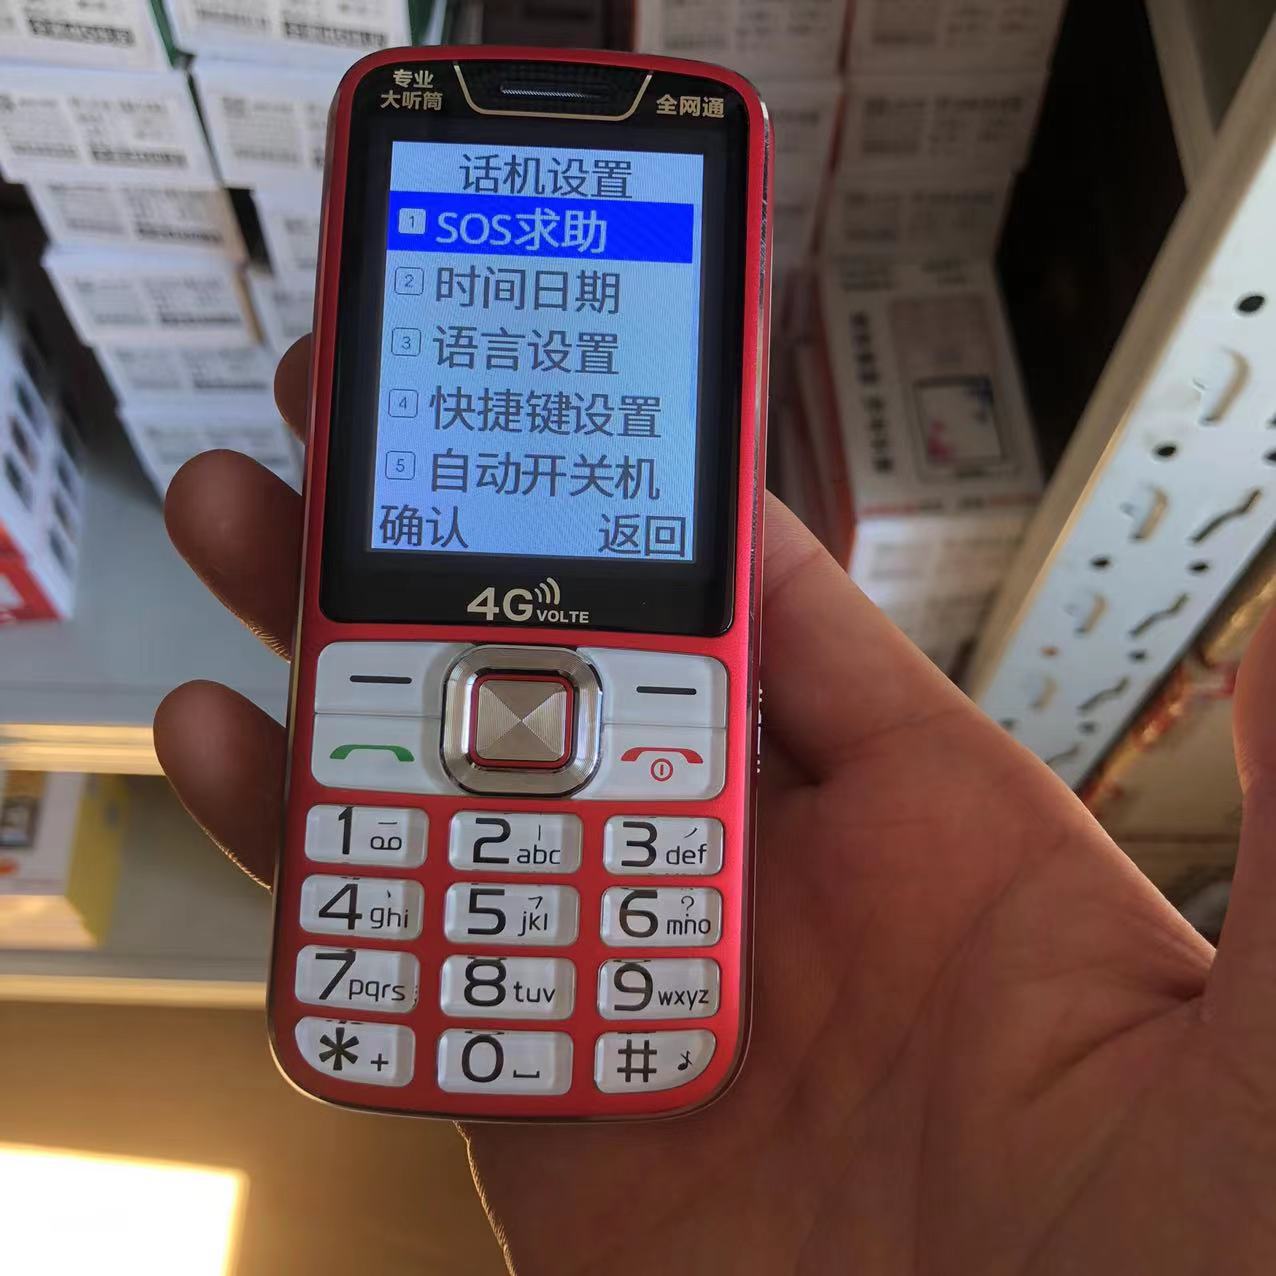 专业
大听筒
全网通
话机设置
1 SOS求助
2 时间日期
3 语言设置
4 快捷键设置
5 自动开关机
确认 返回
4G VOLTE
1
2 abc
3 def
4 ghi
5 jkl
6 mno
7 pqrs
8 tuv
9 wxyz
* +
0
#